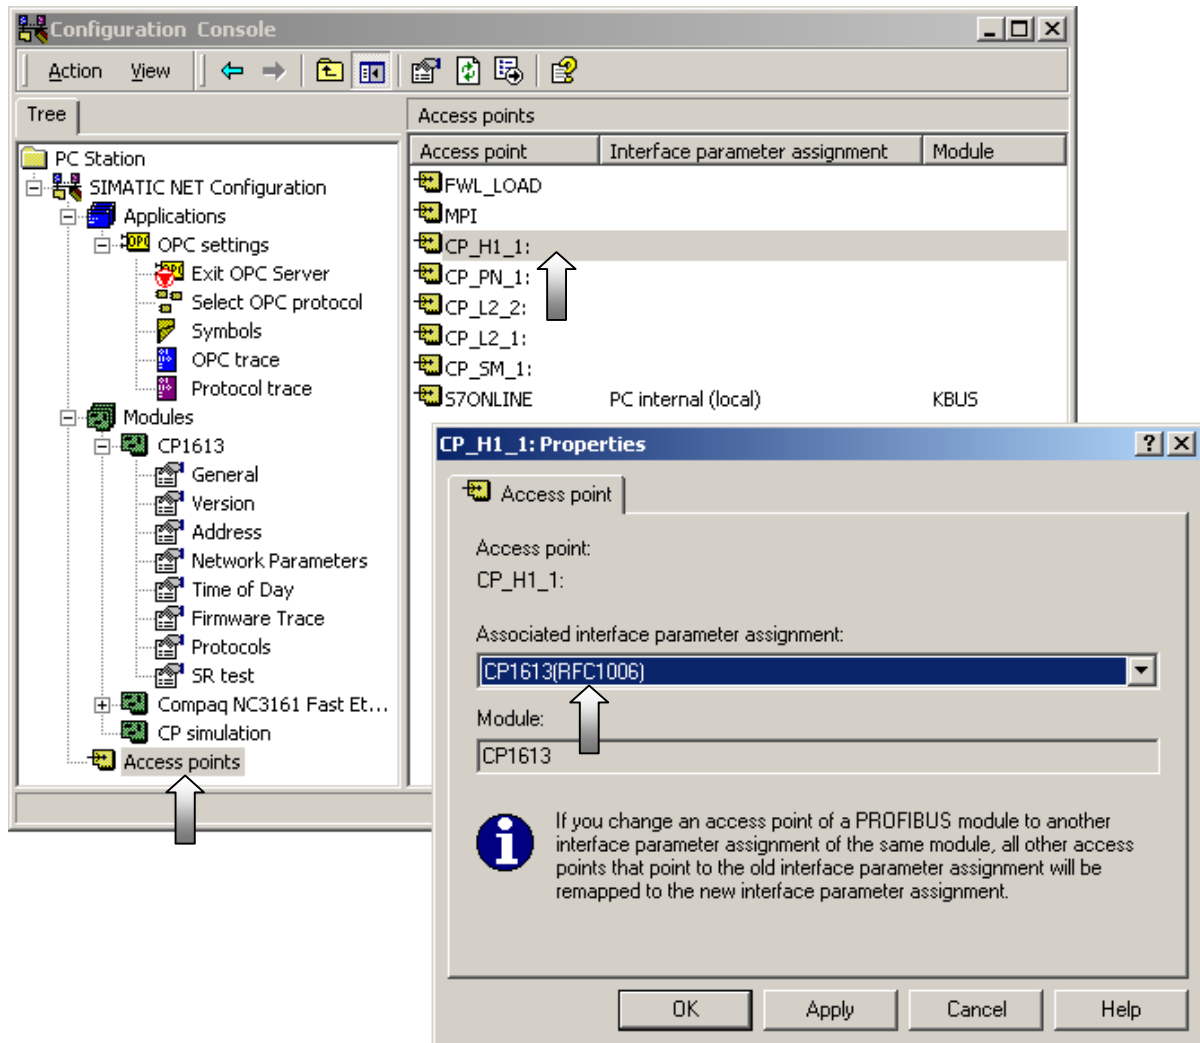 Configuration Console
Action View
Tree
Access points
PC Station
SIMATIC NET Configuration
Applications
OPC settings
Exit OPC Server
Select OPC protocol
Symbols
OPC trace
Protocol trace
Modules
CP1613
General
Version
Address
Network Parameters
Time of Day
Firmware Trace
Protocols
SR test
Compaq NC3161 Fast Et...
CP simulation
Access points
Access point Interface parameter assignment Module
FWL_LOAD
MPI
CP_H1_1:
CP_PN_1:
CP_L2_2:
CP_L2_1:
CP_SM_1:
S7ONLINE PC internal (local) KBUS
CP_H1_1: Properties
Access point
Access point:
CP_H1_1:
Associated interface parameter assignment:
CP1613(RFC1006)
Module:
CP1613
If you change an access point of a PROFIBUS module to another
interface parameter assignment of the same module, all other access
points that point to the old interface parameter assignment will be
remapped to the new interface parameter assignment.
OK Apply Cancel Help